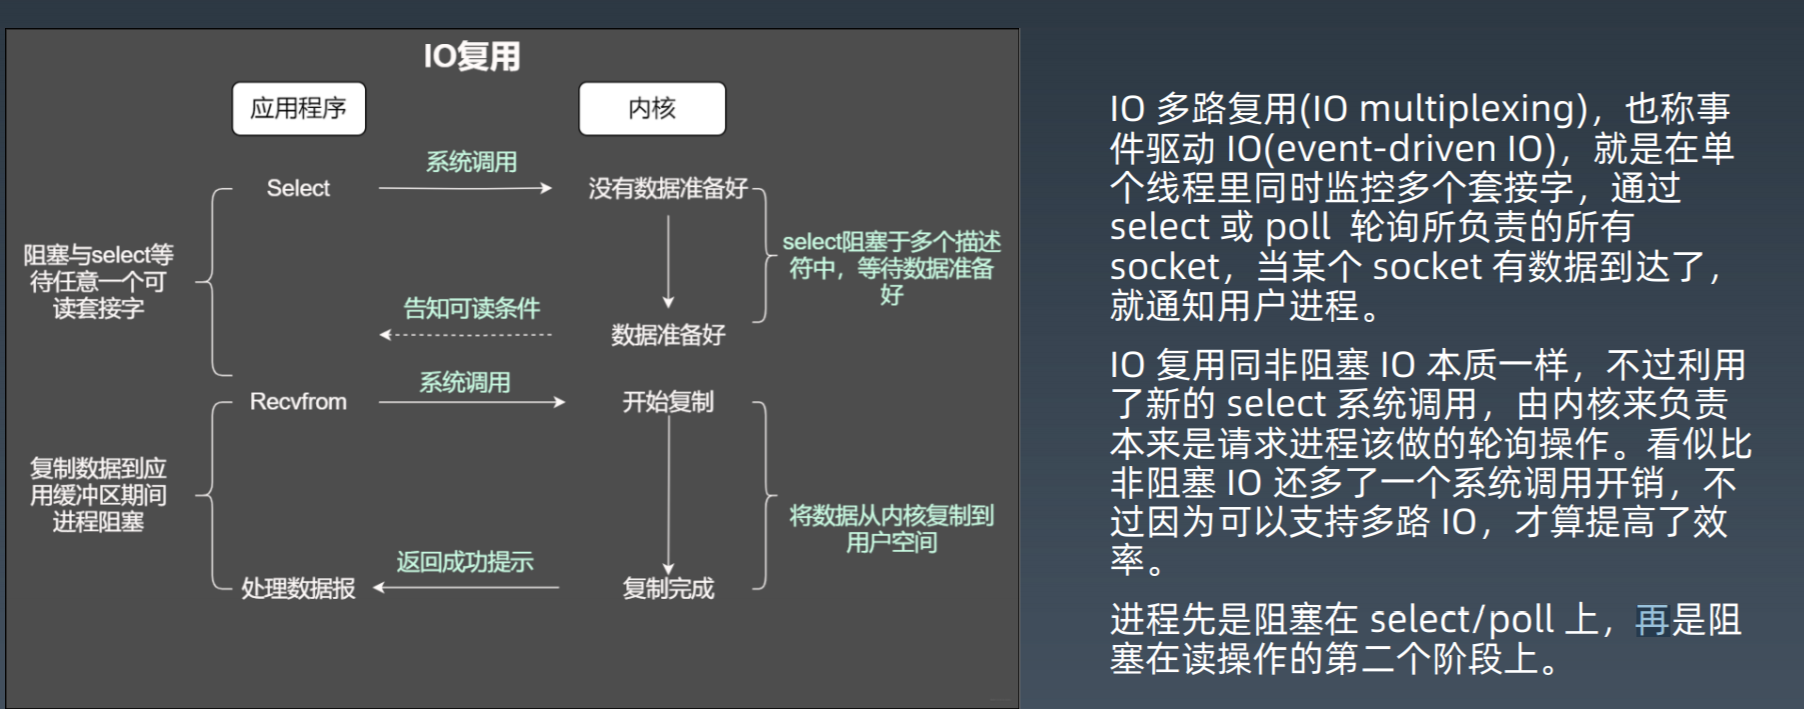 IO复用
应用程序
内核
系统调用
Select
没有数据准备好
阻塞与select等
待任意一个可
读套接字
select阻塞于多个描述
符中，等待数据准备
好
告知可读条件
数据准备好
系统调用
Recvfrom
开始复制
复制数据到应
用缓冲区期间
进程阻塞
将数据从内核复制到
用户空间
返回成功提示
处理数据报
复制完成
IO 多路复用(IO multiplexing)，也称事
件驱动 IO(event-driven IO)，就是在单
个线程里同时监控多个套接字，通过
select 或 poll 轮询所负责的所有
socket，当某个 socket 有数据到达了，
就通知用户进程。
IO 复用同非阻塞 IO 本质一样，不过利用
了新的 select 系统调用，由内核来负责
本来是请求进程该做的轮询操作。看似比
非阻塞 IO 还多了一个系统调用开销，不
过因为可以支持多路 IO，才算提高了效
率。
进程先是阻塞在 select/poll 上，再是阻
塞在读操作的第二个阶段上。